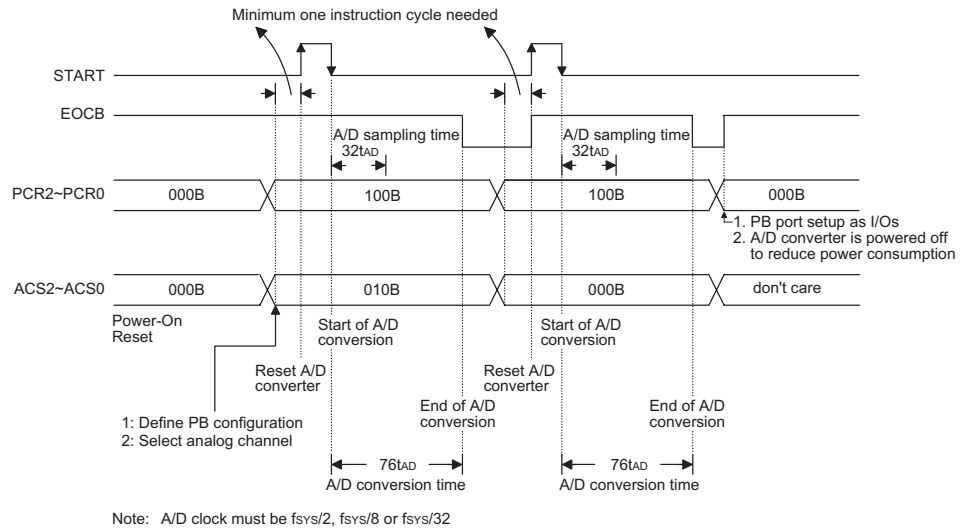 Minimum one instruction cycle needed
START
EOCB
A/D sampling time
32tAD
A/D sampling time
32tAD
PCR2~PCR0
000B
100B
100B
000B
1. PB port setup as I/Os
2. A/D converter is powered off
to reduce power consumption
ACS2~ACS0
000B
010B
000B
don't care
Power-On
Reset
Start of A/D
conversion
Start of A/D
conversion
Reset A/D
converter
Reset A/D
converter
End of A/D
conversion
End of A/D
conversion
1: Define PB configuration
2: Select analog channel
76tAD
A/D conversion time
76tAD
A/D conversion time
Note: A/D clock must be fSYS/2, fSYS/8 or fSYS/32